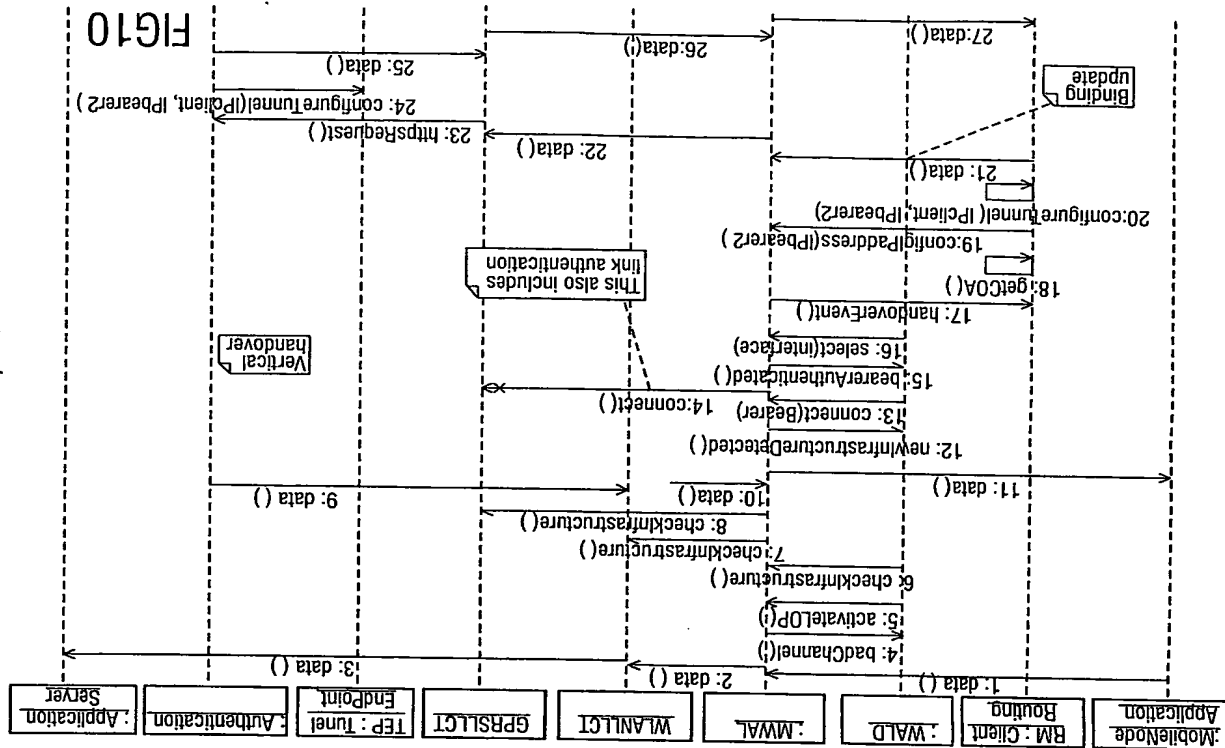 :MobileNode
Application
RM : Client
Routing
: WALD
: MWAL
WLANLLCT
GPRSLLCT
TEP : Tunel
EndPoint
: Authentication
: Application
Server
1: data ( )
2: data ( )
3: data ( )
4: badChannel( )
5: activateLOP( )
6: checkInfrastructure( )
7: checkInfrastructure( )
8: checkInfrastructure( )
9: data ( )
10: data( )
11: data( )
12: newInfrastructureDetected( )
13: connect(Bearer)
14:connect( )
15: bearerAuthenticated( )
16: select(interface)
17: handoverEvent( )
Vertical
handover
18: getCOA( )
This also includes
link authentication
19:configIPaddress(IPbearer2 )
20:configureTunnel( IPclient, IPbearer2)
21: data( )
22: data( )
23: httpsRequest( )
24: configureTunnel(IPclient, IPbearer2 )
Binding
update
25: data( )
26:data( )
27:data( )
FIG10